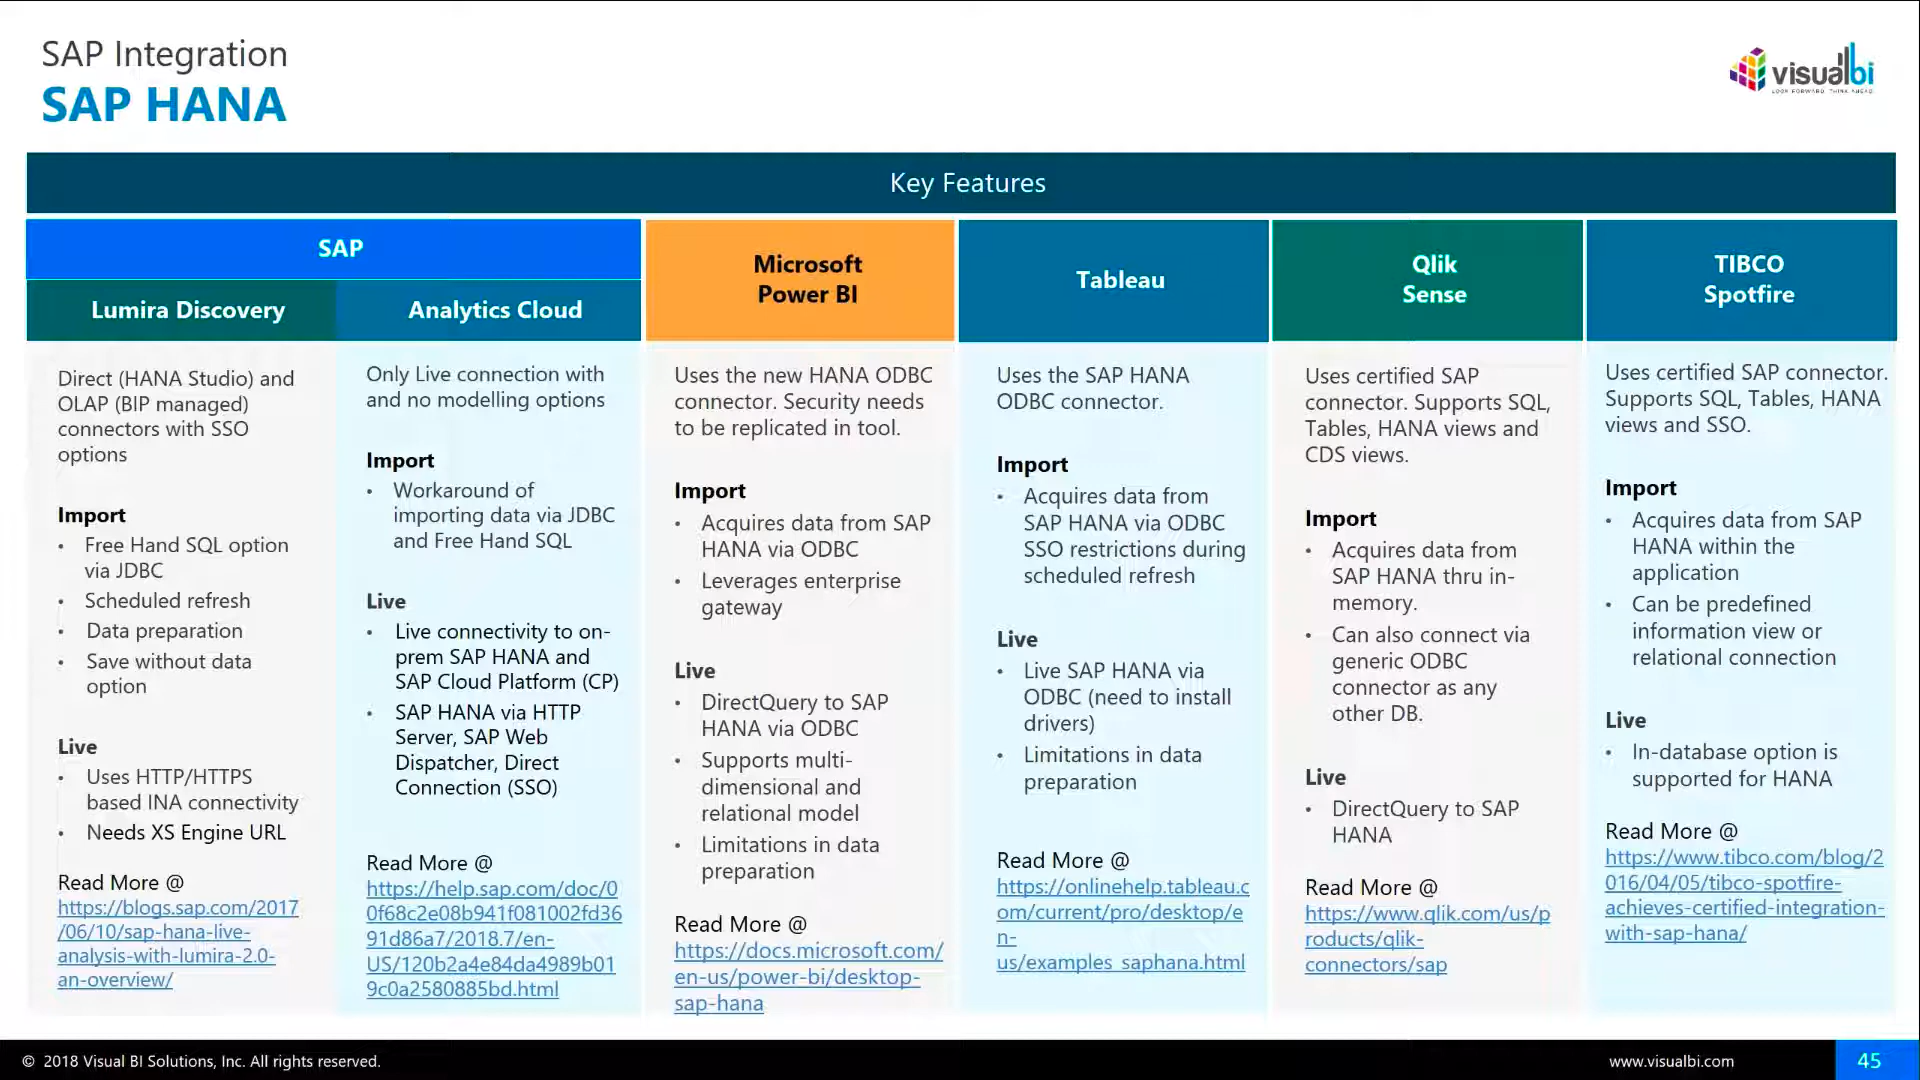 SAP Integration
SAP HANA
visualbi
LOOK FORWARD. THINK AHEAD
Key Features
SAP
Lumira Discovery
Analytics Cloud
Microsoft
Power BI
Tableau
Qlik
Sense
TIBCO
Spotfire
Direct (HANA Studio) and
OLAP (BIP managed)
connectors with SSO
options
Import
• Free Hand SQL option
via JDBC
• Scheduled refresh
• Data preparation
• Save without data
option
Live
• Uses HTTP/HTTPS
based INA connectivity
• Needs XS Engine URL
Read More @
https://blogs.sap.com/2017
/06/10/sap-hana-live-
analysis-with-lumira-2.0-
an-overview/
Only Live connection with
and no modelling options
Import
• Workaround of
importing data via JDBC
and Free Hand SQL
Live
• Live connectivity to on-
prem SAP HANA and
SAP Cloud Platform (CP)
• SAP HANA via HTTP
Server, SAP Web
Dispatcher, Direct
Connection (SSO)
Read More @
https://help.sap.com/doc/0
0f68c2e08b941f081002fd36
91d86a7/2018.7/en-
US/120b2a4e84da4989b01
9c0a2580885bd.html
Uses the new HANA ODBC
connector. Security needs
to be replicated in tool.
Import
• Acquires data from SAP
HANA via ODBC
• Leverages enterprise
gateway
Live
• DirectQuery to SAP
HANA via ODBC
• Supports multi-
dimensional and
relational model
• Limitations in data
preparation
Read More @
https://docs.microsoft.com/
en-us/power-bi/desktop-
sap-hana
Uses the SAP HANA
ODBC connector.
Import
• Acquires data from
SAP HANA via ODBC
SSO restrictions during
scheduled refresh
Live
• Live SAP HANA via
ODBC (need to install
drivers)
• Limitations in data
preparation
Read More @
https://onlinehelp.tableau.c
om/current/pro/desktop/e
n-
us/examples_saphana.html
Uses certified SAP
connector. Supports SQL,
Tables, HANA views and
CDS views.
Import
• Acquires data from
SAP HANA thru in-
memory.
• Can also connect via
generic ODBC
connector as any
other DB.
Live
• DirectQuery to SAP
HANA
Read More @
https://www.qlik.com/us/p
roducts/qlik-
connectors/sap
Uses certified SAP connector.
Supports SQL, Tables, HANA
views and SSO.
Import
• Acquires data from SAP
HANA within the
application
• Can be predefined
information view or
relational connection
Live
• In-database option is
supported for HANA
Read More @
https://www.tibco.com/blog/2
016/04/05/tibco-spotfire-
achieves-certified-integration-
with-sap-hana/
© 2018 Visual BI Solutions, Inc. All rights reserved.
www.visualbi.com
45